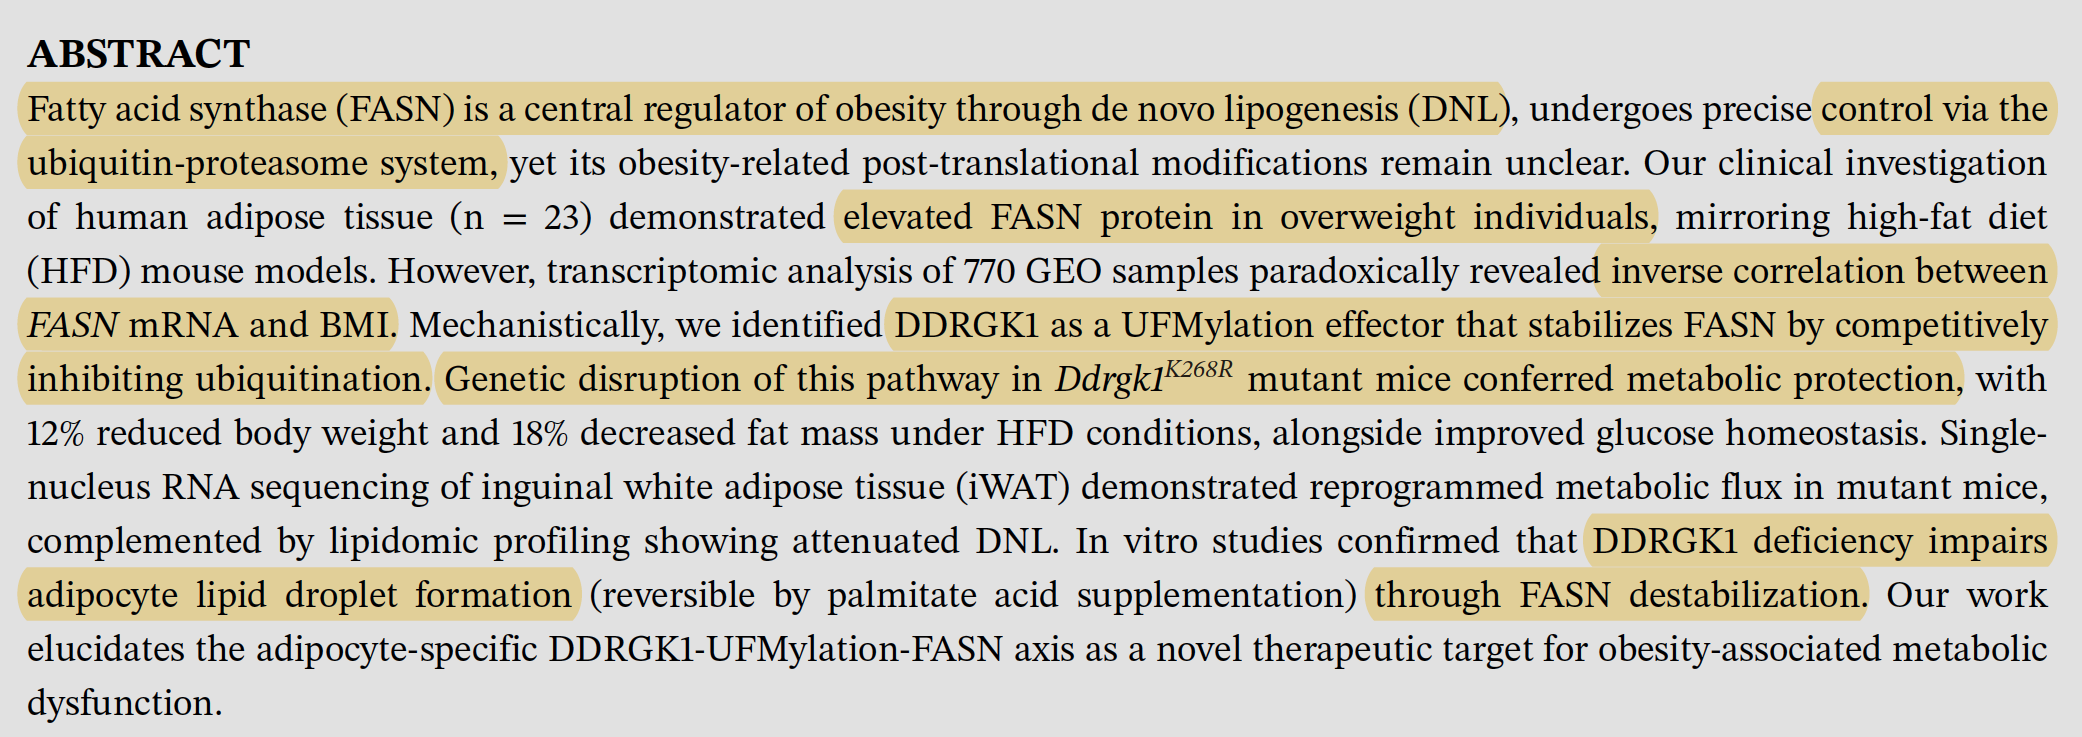 ABSTRACT
Fatty acid synthase (FASN) is a central regulator of obesity through de novo lipogenesis (DNL), undergoes precise control via the
ubiquitin-proteasome system, yet its obesity-related post-translational modifications remain unclear. Our clinical investigation
of human adipose tissue (n = 23) demonstrated elevated FASN protein in overweight individuals, mirroring high-fat diet
(HFD) mouse models. However, transcriptomic analysis of 770 GEO samples paradoxically revealed inverse correlation between
FASN mRNA and BMI. Mechanistically, we identified DDRGK1 as a UFMylation effector that stabilizes FASN by competitively
inhibiting ubiquitination. Genetic disruption of this pathway in Ddrgk1K268R mutant mice conferred metabolic protection, with
12% reduced body weight and 18% decreased fat mass under HFD conditions, alongside improved glucose homeostasis. Single-
nucleus RNA sequencing of inguinal white adipose tissue (iWAT) demonstrated reprogrammed metabolic flux in mutant mice,
complemented by lipidomic profiling showing attenuated DNL. In vitro studies confirmed that DDRGK1 deficiency impairs
adipocyte lipid droplet formation (reversible by palmitate acid supplementation) through FASN destabilization. Our work
elucidates the adipocyte-specific DDRGK1-UFMylation-FASN axis as a novel therapeutic target for obesity-associated metabolic
dysfunction.